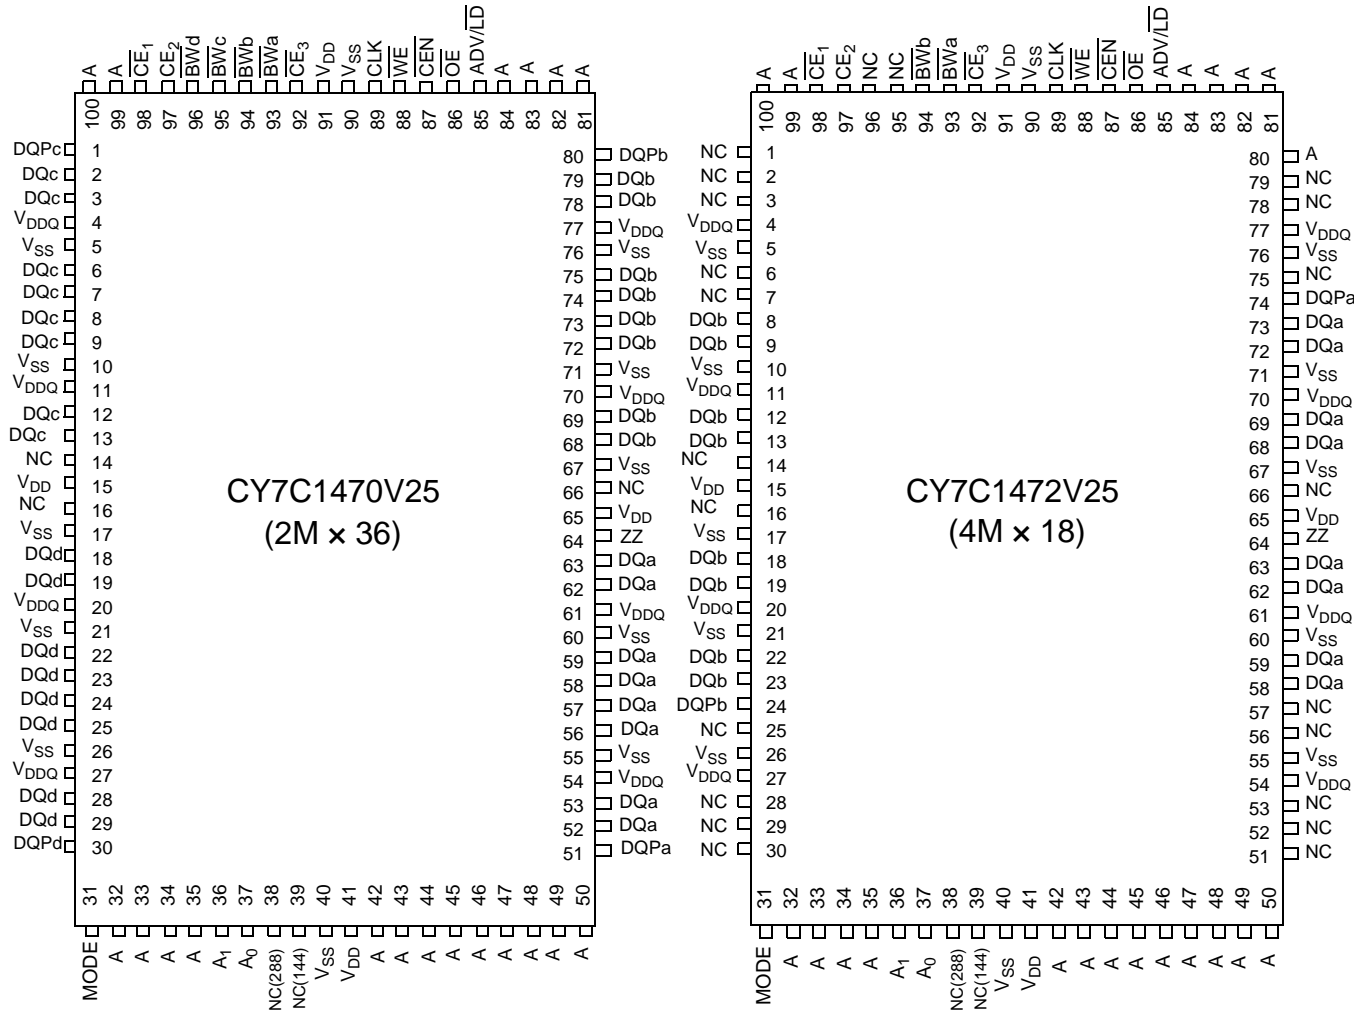 A A CE1 CE2 BWd BWc BWb BWa CE3 VDD VSS CLK WE CEN OE ADV/LD A A A A
100 99 98 97 96 95 94 93 92 91 90 89 88 87 86 85 84 83 82 81
DQPc 1
DQc 2
DQc 3
VDDQ 4
VSS 5
DQc 6
DQc 7
DQc 8
DQc 9
VSS 10
VDDQ 11
DQc 12
DQc 13
NC 14
VDD 15
NC 16
VSS 17
DQd 18
DQd 19
VDDQ 20
VSS 21
DQd 22
DQd 23
DQd 24
DQd 25
VSS 26
VDDQ 27
DQd 28
DQd 29
DQPd 30
CY7C1470V25
(2M × 36)
80 DQPb
79 DQb
78 DQb
77 VDDQ
76 VSS
75 DQb
74 DQb
73 DQb
72 DQb
71 VSS
70 VDDQ
69 DQb
68 DQb
67 VSS
66 NC
65 VDD
64 ZZ
63 DQa
62 DQa
61 VDDQ
60 VSS
59 DQa
58 DQa
57 DQa
56 DQa
55 VSS
54 VDDQ
53 DQa
52 DQa
51 DQPa
31 32 33 34 35 36 37 38 39 40 41 42 43 44 45 46 47 48 49 50
MODE A A A A A1 A0 NC(288) NC(144) VSS VDD A A A A A A A A A
A A CE1 CE2 NC NC BWb BWa CE3 VDD VSS CLK WE CEN OE ADV/LD A A A A
100 99 98 97 96 95 94 93 92 91 90 89 88 87 86 85 84 83 82 81
NC 1
NC 2
NC 3
VDDQ 4
VSS 5
NC 6
NC 7
DQb 8
DQb 9
VSS 10
VDDQ 11
DQb 12
DQb 13
NC 14
VDD 15
NC 16
VSS 17
DQb 18
DQb 19
VDDQ 20
VSS 21
DQb 22
DQb 23
DQPb 24
NC 25
VSS 26
VDDQ 27
NC 28
NC 29
NC 30
CY7C1472V25
(4M × 18)
80 A
79 NC
78 NC
77 VDDQ
76 VSS
75 NC
74 DQPa
73 DQa
72 DQa
71 VSS
70 VDDQ
69 DQa
68 DQa
67 VSS
66 NC
65 VDD
64 ZZ
63 DQa
62 DQa
61 VDDQ
60 VSS
59 DQa
58 DQa
57 NC
56 NC
55 VSS
54 VDDQ
53 NC
52 NC
51 NC
31 32 33 34 35 36 37 38 39 40 41 42 43 44 45 46 47 48 49 50
MODE A A A A A1 A0 NC(288) NC(144) VSS VDD A A A A A A A A A